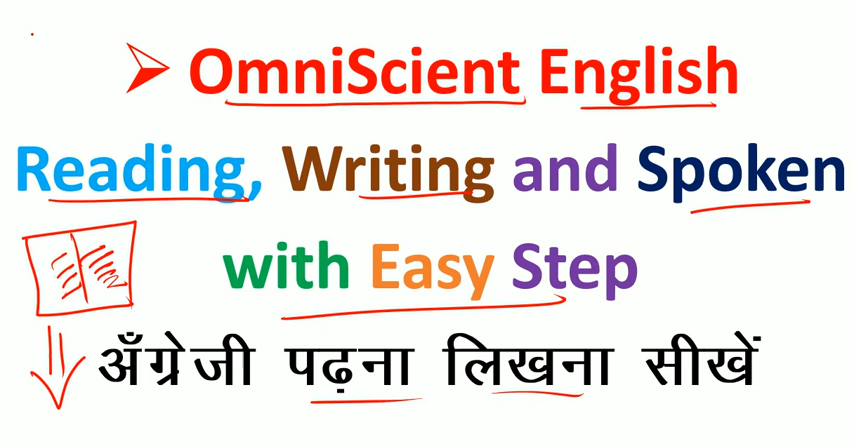 ➢ OmniScient English
Reading, Writing and Spoken
with Easy Step
अँग्रेजी पढ़ना लिखना सीखें